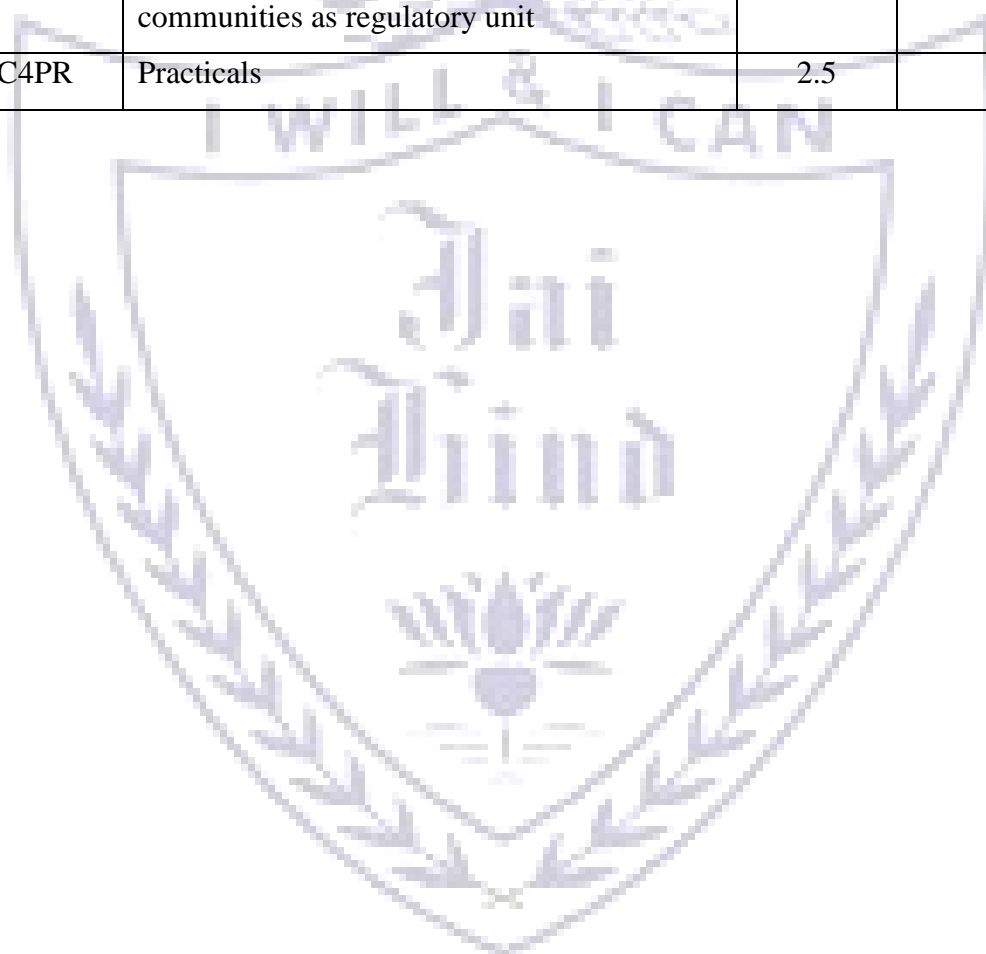 communities as regulatory unit
C4PR Practicals 2.5
I WILL & I CAN
Jai
Hind